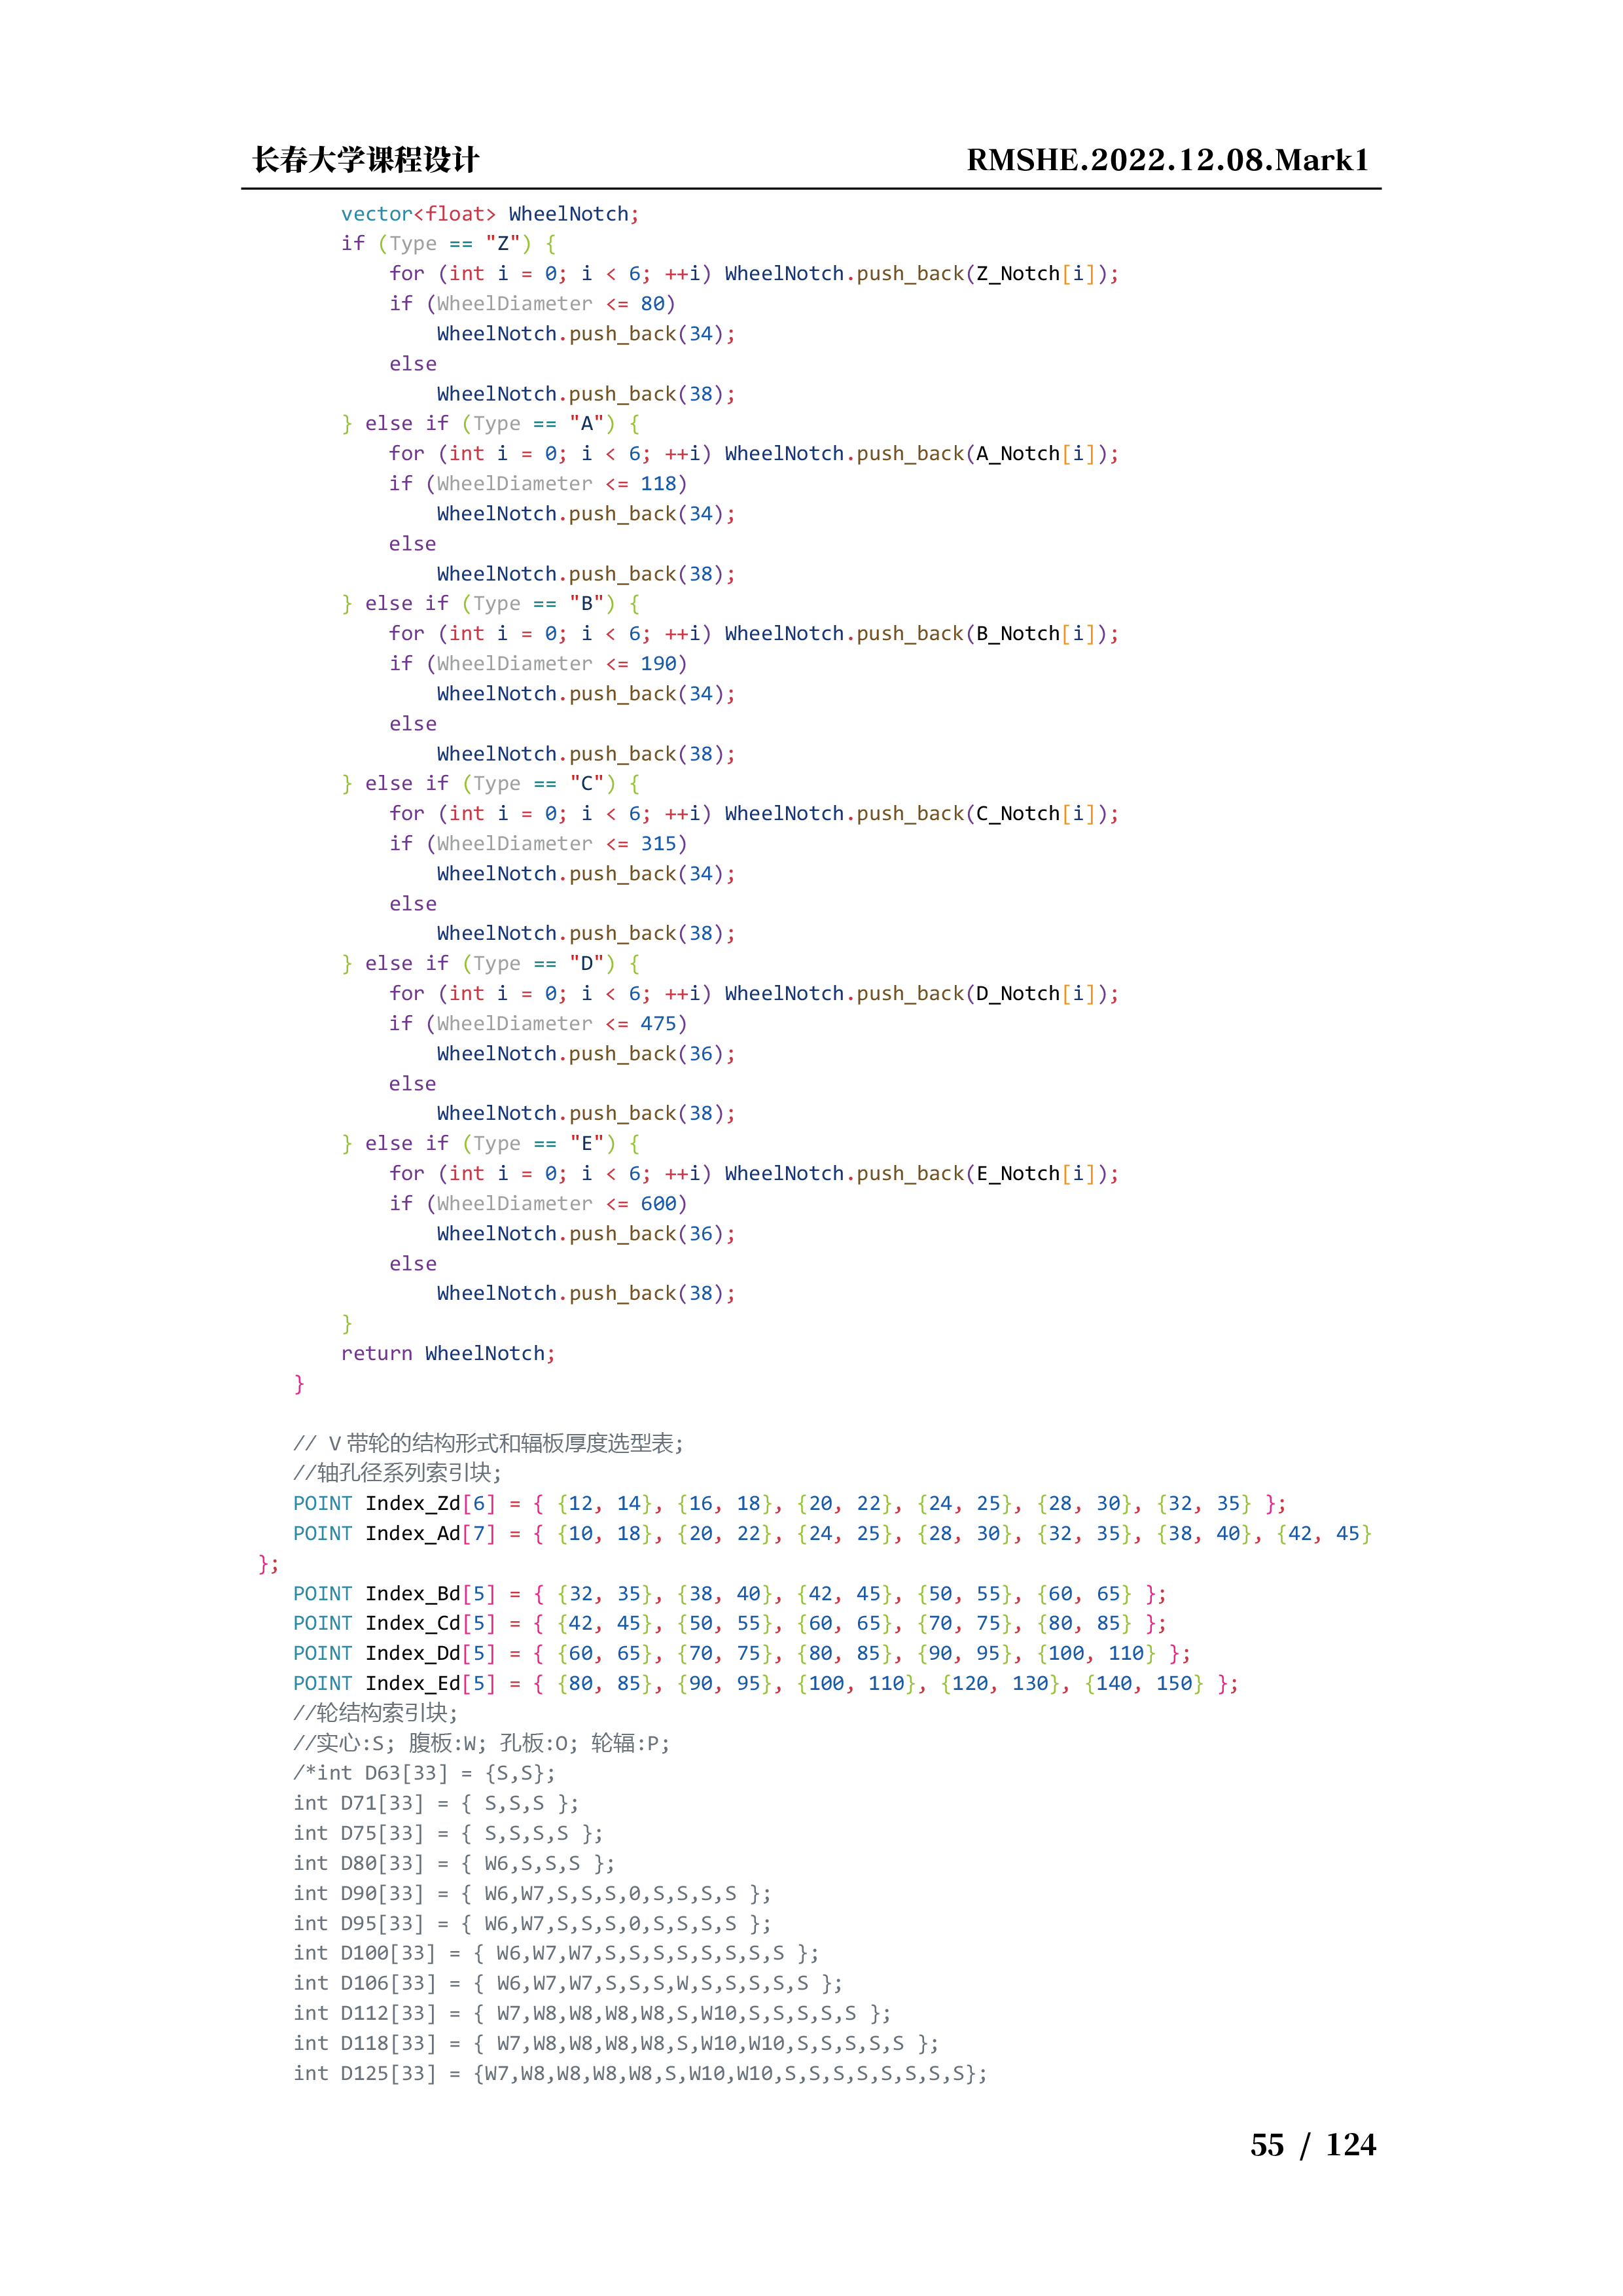 长春大学课程设计 RMSHE.2022.12.08.Mark1
vector<float> WheelNotch;
if (Type == "Z") {
for (int i = 0; i < 6; ++i) WheelNotch.push_back(Z_Notch[i]);
if (WheelDiameter <= 80)
WheelNotch.push_back(34);
else
WheelNotch.push_back(38);
} else if (Type == "A") {
for (int i = 0; i < 6; ++i) WheelNotch.push_back(A_Notch[i]);
if (WheelDiameter <= 118)
WheelNotch.push_back(34);
else
WheelNotch.push_back(38);
} else if (Type == "B") {
for (int i = 0; i < 6; ++i) WheelNotch.push_back(B_Notch[i]);
if (WheelDiameter <= 190)
WheelNotch.push_back(34);
else
WheelNotch.push_back(38);
} else if (Type == "C") {
for (int i = 0; i < 6; ++i) WheelNotch.push_back(C_Notch[i]);
if (WheelDiameter <= 315)
WheelNotch.push_back(34);
else
WheelNotch.push_back(38);
} else if (Type == "D") {
for (int i = 0; i < 6; ++i) WheelNotch.push_back(D_Notch[i]);
if (WheelDiameter <= 475)
WheelNotch.push_back(36);
else
WheelNotch.push_back(38);
} else if (Type == "E") {
for (int i = 0; i < 6; ++i) WheelNotch.push_back(E_Notch[i]);
if (WheelDiameter <= 600)
WheelNotch.push_back(36);
else
WheelNotch.push_back(38);
}
return WheelNotch;
}
// V 带轮的结构形式和辐板厚度选型表;
//轴孔径系列索引块;
POINT Index_Zd[6] = { {12, 14}, {16, 18}, {20, 22}, {24, 25}, {28, 30}, {32, 35} };
POINT Index_Ad[7] = { {10, 18}, {20, 22}, {24, 25}, {28, 30}, {32, 35}, {38, 40}, {42, 45}
};
POINT Index_Bd[5] = { {32, 35}, {38, 40}, {42, 45}, {50, 55}, {60, 65} };
POINT Index_Cd[5] = { {42, 45}, {50, 55}, {60, 65}, {70, 75}, {80, 85} };
POINT Index_Dd[5] = { {60, 65}, {70, 75}, {80, 85}, {90, 95}, {100, 110} };
POINT Index_Ed[5] = { {80, 85}, {90, 95}, {100, 110}, {120, 130}, {140, 150} };
//轮结构索引块;
//实心:S; 腹板:W; 孔板:O; 轮辐:P;
/*int D63[33] = {S,S};
int D71[33] = { S,S,S };
int D75[33] = { S,S,S,S };
int D80[33] = { W6,S,S,S };
int D90[33] = { W6,W7,S,S,S,0,S,S,S,S };
int D95[33] = { W6,W7,S,S,S,0,S,S,S,S };
int D100[33] = { W6,W7,W7,S,S,S,S,S,S,S,S };
int D106[33] = { W6,W7,W7,S,S,S,W,S,S,S,S,S };
int D112[33] = { W7,W8,W8,W8,W8,S,W10,S,S,S,S,S };
int D118[33] = { W7,W8,W8,W8,W8,S,W10,W10,S,S,S,S,S };
int D125[33] = {W7,W8,W8,W8,W8,S,W10,W10,S,S,S,S,S,S,S,S};
55 / 124